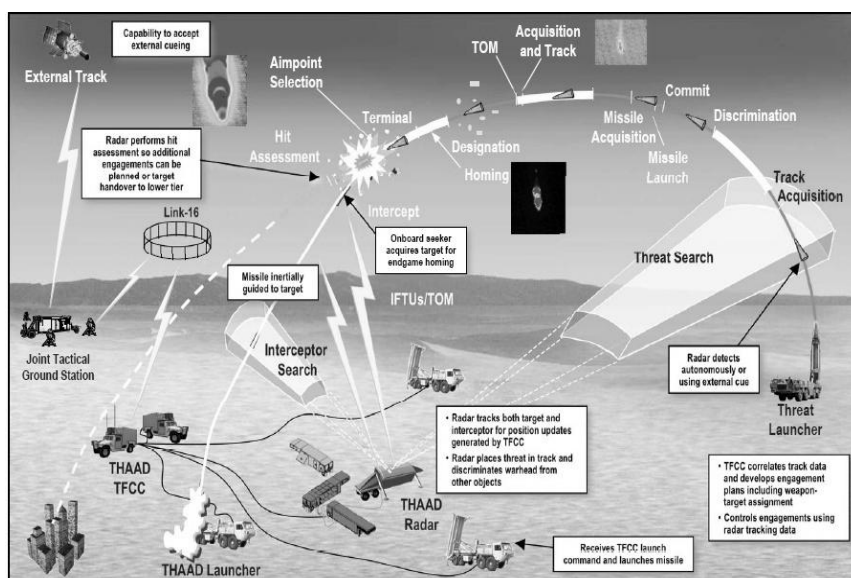 Capability to accept
external cueing
External Track
Aimpoint
Selection
Acquisition
and Track
TOM
Commit
Terminal
Discrimination
Hit
Assessment
Designation
Missile
Acquisition
Homing
Missile
Launch
Radar performs hit
assessment so additional
engagements can be
planned or target
handover to lower tier
Track
Acquisition
Intercept
Link-16
Onboard seeker
acquires target for
endgame homing
Threat Search
Missile inertially
guided to target
IFTUs/TOM
Joint Tactical
Ground Station
Interceptor
Search
Radar detects
autonomously or
using external cue
Threat
Launcher
• Radar tracks both target and
interceptor for position updates
generated by TFCC
• Radar places threat in track and
discriminates warhead from
other objects
THAAD
TFCC
THAAD
Radar
• TFCC correlates track data
and develops engagement
plans including weapon-
target assignment
• Controls engagements using
radar tracking data
THAAD Launcher
Receives TFCC launch
command and launches missile